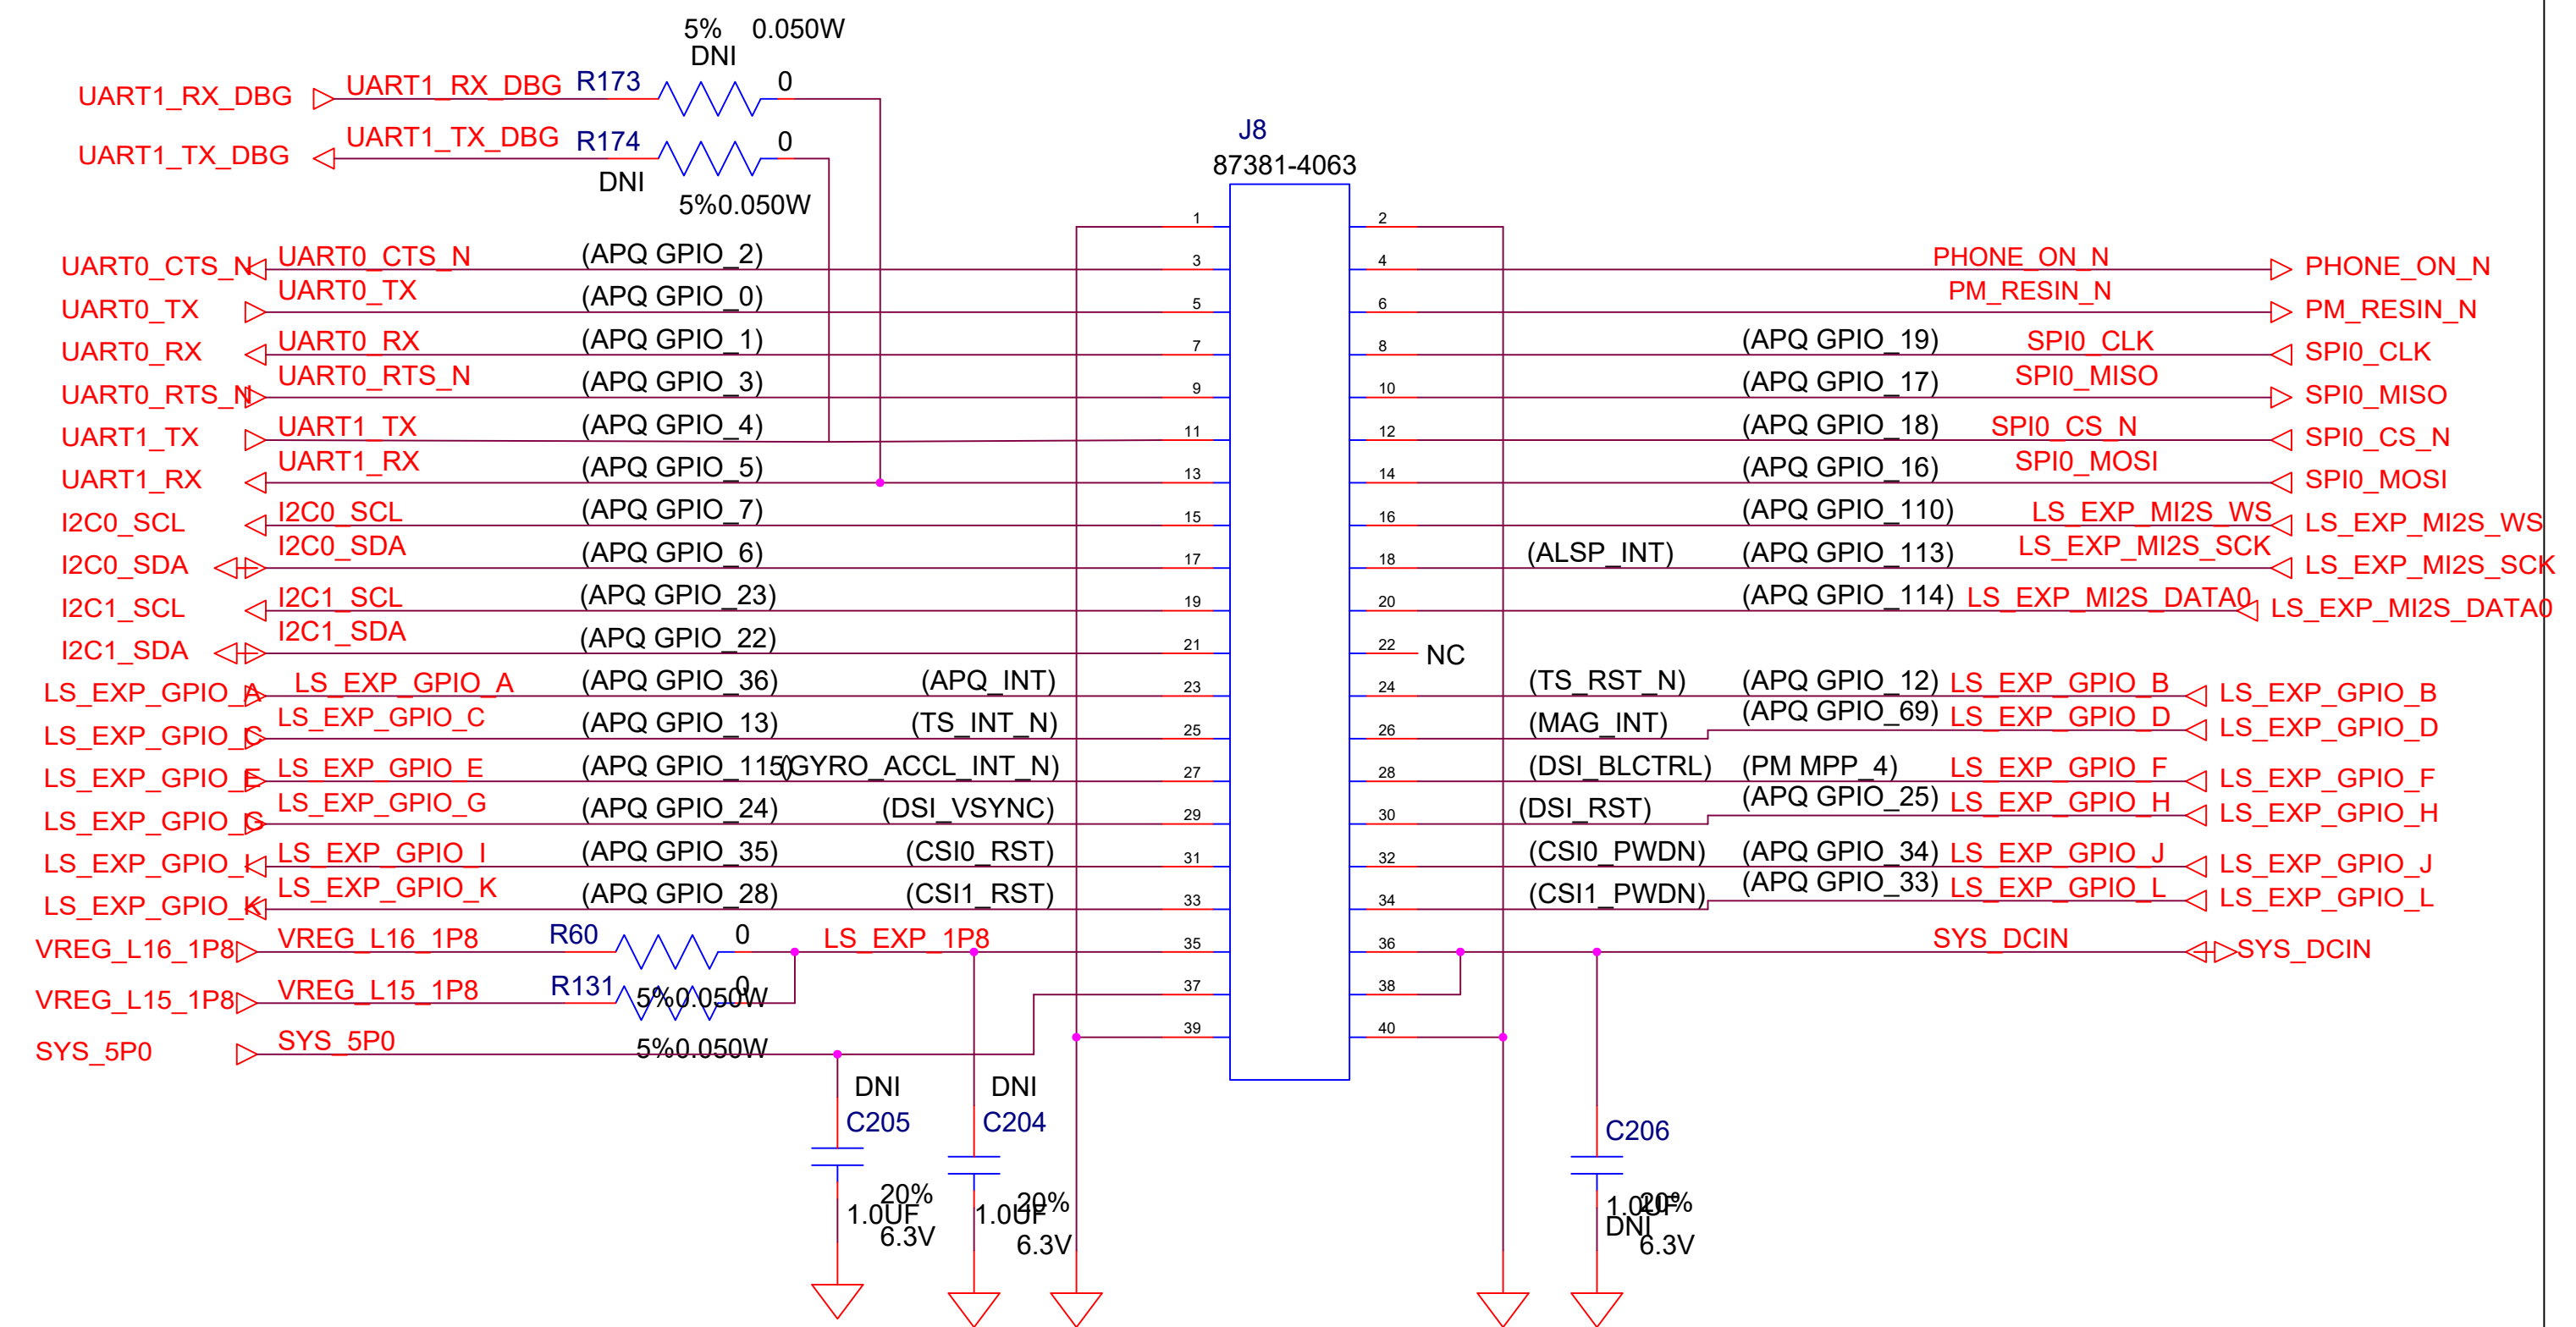 5% 0.050W
DNI
UART1_RX_DBG UART1_RX_DBG R173 0
UART1_TX_DBG UART1_TX_DBG R174 0
DNI
5%0.050W
J8
87381-4063
1 2
UART0_CTS_N UART0_CTS_N (APQ GPIO_2) 3 4 PHONE_ON_N PHONE_ON_N
UART0_TX UART0_TX (APQ GPIO_0) 5 6 PM_RESIN_N PM_RESIN_N
UART0_RX UART0_RX (APQ GPIO_1) 7 8 (APQ GPIO_19) SPI0_CLK SPI0_CLK
UART0_RTS_N UART0_RTS_N (APQ GPIO_3) 9 10 (APQ GPIO_17) SPI0_MISO SPI0_MISO
UART1_TX UART1_TX (APQ GPIO_4) 11 12 (APQ GPIO_18) SPI0_CS_N SPI0_CS_N
UART1_RX UART1_RX (APQ GPIO_5) 13 14 (APQ GPIO_16) SPI0_MOSI SPI0_MOSI
I2C0_SCL I2C0_SCL (APQ GPIO_7) 15 16 (APQ GPIO_110) LS_EXP_MI2S_WS LS_EXP_MI2S_WS
I2C0_SDA I2C0_SDA (APQ GPIO_6) 17 18 (ALSP_INT) (APQ GPIO_113) LS_EXP_MI2S_SCK LS_EXP_MI2S_SCK
I2C1_SCL I2C1_SCL (APQ GPIO_23) 19 20 (APQ GPIO_114) LS_EXP_MI2S_DATA0 LS_EXP_MI2S_DATA0
I2C1_SDA I2C1_SDA (APQ GPIO_22) 21 22 NC
LS_EXP_GPIO_A LS_EXP_GPIO_A (APQ GPIO_36) (APQ_INT) 23 24 (TS_RST_N) (APQ GPIO_12) LS_EXP_GPIO_B LS_EXP_GPIO_B
LS_EXP_GPIO_C LS_EXP_GPIO_C (APQ GPIO_13) (TS_INT_N) 25 26 (MAG_INT) (APQ GPIO_69) LS_EXP_GPIO_D LS_EXP_GPIO_D
LS_EXP_GPIO_E LS_EXP_GPIO_E (APQ GPIO_115) (GYRO_ACCL_INT_N) 27 28 (DSI_BLCTRL) (PM MPP_4) LS_EXP_GPIO_F LS_EXP_GPIO_F
LS_EXP_GPIO_G LS_EXP_GPIO_G (APQ GPIO_24) (DSI_VSYNC) 29 30 (DSI_RST) (APQ GPIO_25) LS_EXP_GPIO_H LS_EXP_GPIO_H
LS_EXP_GPIO_I LS_EXP_GPIO_I (APQ GPIO_35) (CSI0_RST) 31 32 (CSI0_PWDN) (APQ GPIO_34) LS_EXP_GPIO_J LS_EXP_GPIO_J
LS_EXP_GPIO_K LS_EXP_GPIO_K (APQ GPIO_28) (CSI1_RST) 33 34 (CSI1_PWDN) (APQ GPIO_33) LS_EXP_GPIO_L LS_EXP_GPIO_L
VREG_L16_1P8 VREG_L16_1P8 R60 0 LS_EXP_1P8 35 36 SYS_DCIN SYS_DCIN
VREG_L15_1P8 VREG_L15_1P8 R131 0 37 38
5%0.050W
39 40
SYS_5P0 SYS_5P0 5%0.050W
DNI DNI
C205 C204 C206
20% 20% 20%
1.0UF 1.0UF 1.0UF
DNI
6.3V 6.3V 6.3V